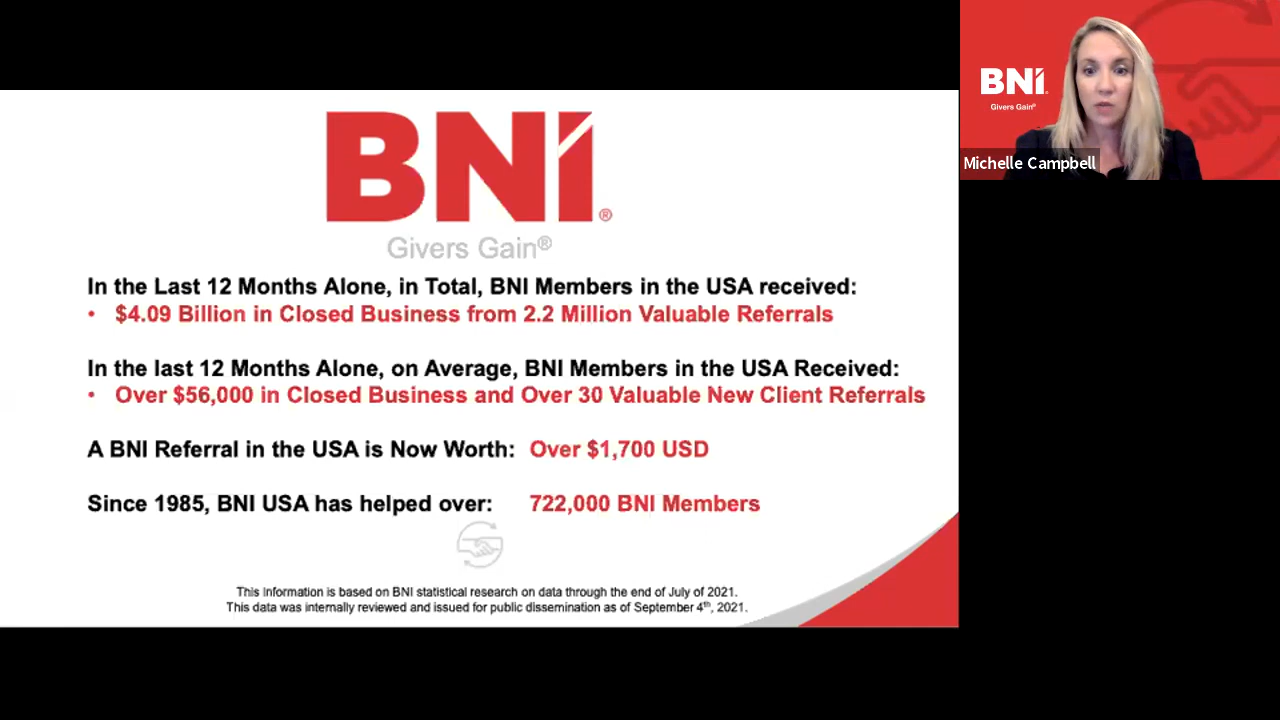 BNI®
Givers Gain®
In the Last 12 Months Alone, in Total, BNI Members in the USA received:
• $4.09 Billion in Closed Business from 2.2 Million Valuable Referrals
In the last 12 Months Alone, on Average, BNI Members in the USA Received:
• Over $56,000 in Closed Business and Over 30 Valuable New Client Referrals
A BNI Referral in the USA is Now Worth: Over $1,700 USD
Since 1985, BNI USA has helped over: 722,000 BNI Members
This Information is based on BNI statistical research on data through the end of July of 2021.
This data was internally reviewed and issued for public dissemination as of September 4th, 2021.
BNI®
Givers Gain®
Michelle Campbell